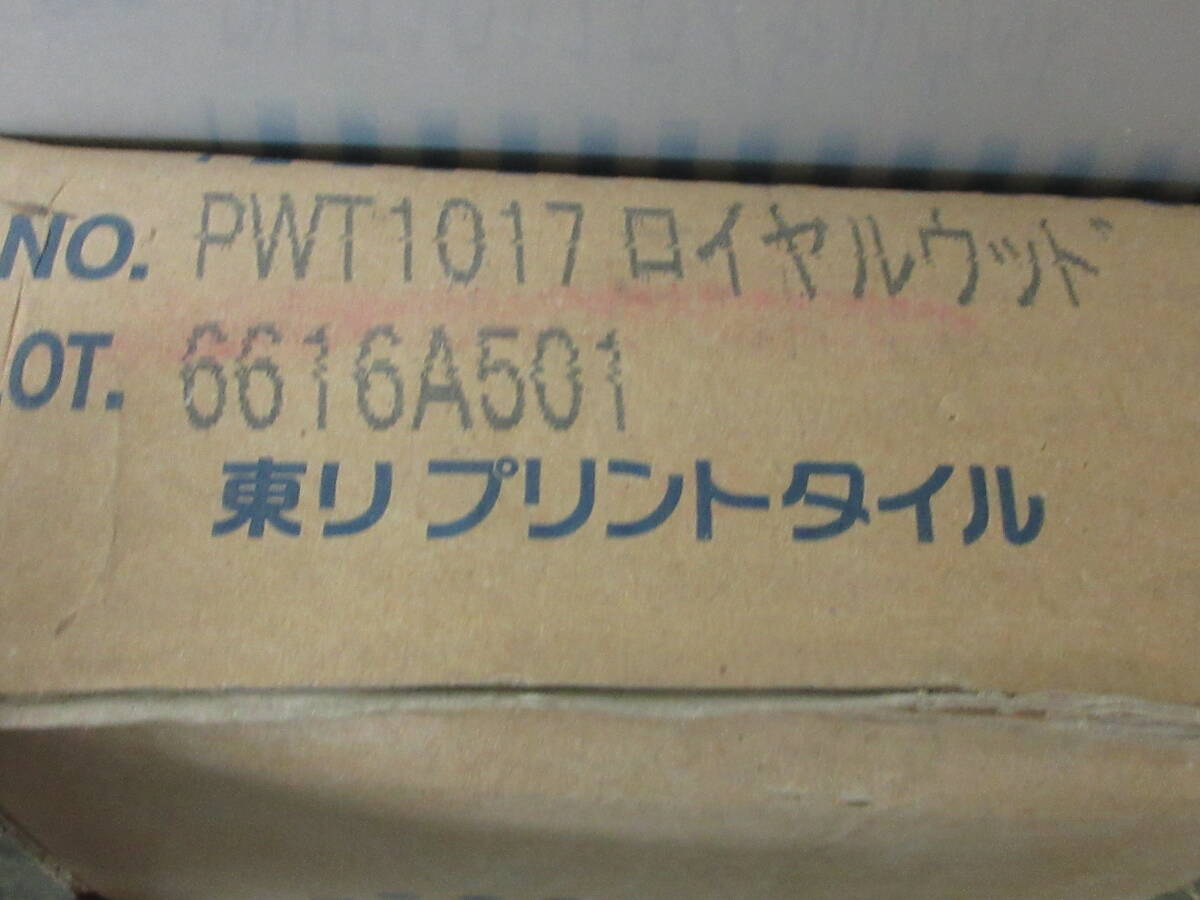 NO. PWT1017 ロイヤルウッド
LOT. 6616A501
東リ プリントタイル